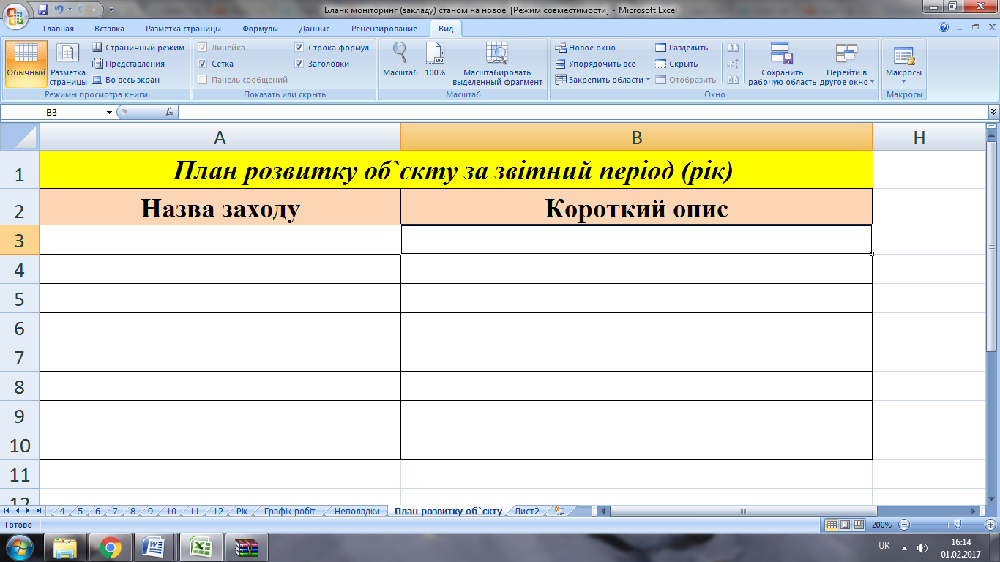 Бланк моніторинг (закладу) станом на новое [Режим совместимости] - Microsoft Excel
Главная Вставка Разметка страницы Формулы Данные Рецензирование Вид
Обычный
Разметка страницы
Страничный режим
Представления
Во весь экран
Режимы просмотра книги
Линейка
Сетка
Панель сообщений
Строка формул
Заголовки
Показать или скрыть
Масштаб
100
100%
Масштабировать
выделенный фрагмент
Масштаб
Новое окно
Упорядочить все
Закрепить области
Разделить
Скрыть
Отобразить
Сохранить
рабочую область
Перейти в
другое окно
Окно
Макросы
Макросы
B3 fx
A B H
1 План розвитку об`єкту за звітний період (рік)
2 Назва заходу Короткий опис
3
4
5
6
7
8
9
10
11
12
4 5 6 7 8 9 10 11 12 Рік Графік робіт Неполадки План розвитку об`єкту Лист2
Готово 200%
UK 16:14
01.02.2017